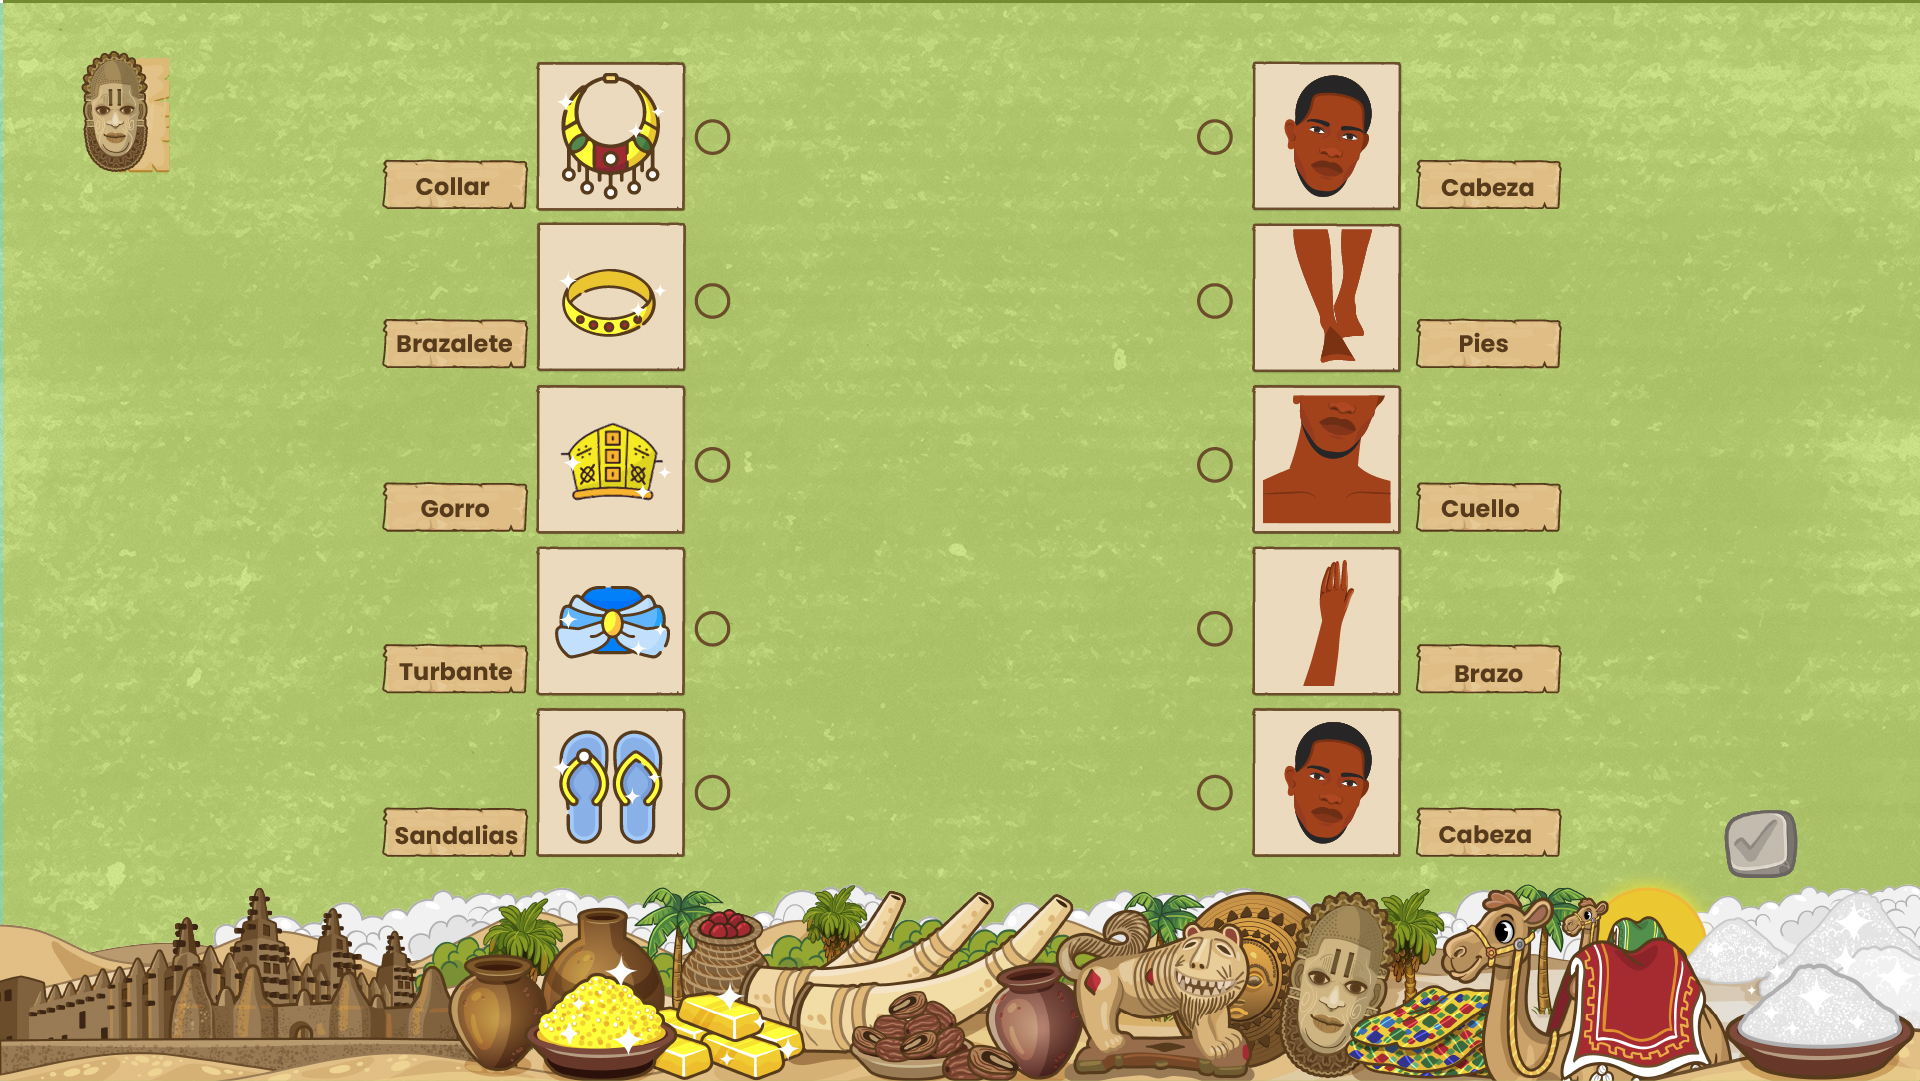 Collar
Cabeza
Brazalete
Pies
Gorro
Cuello
Turbante
Brazo
Sandalias
Cabeza